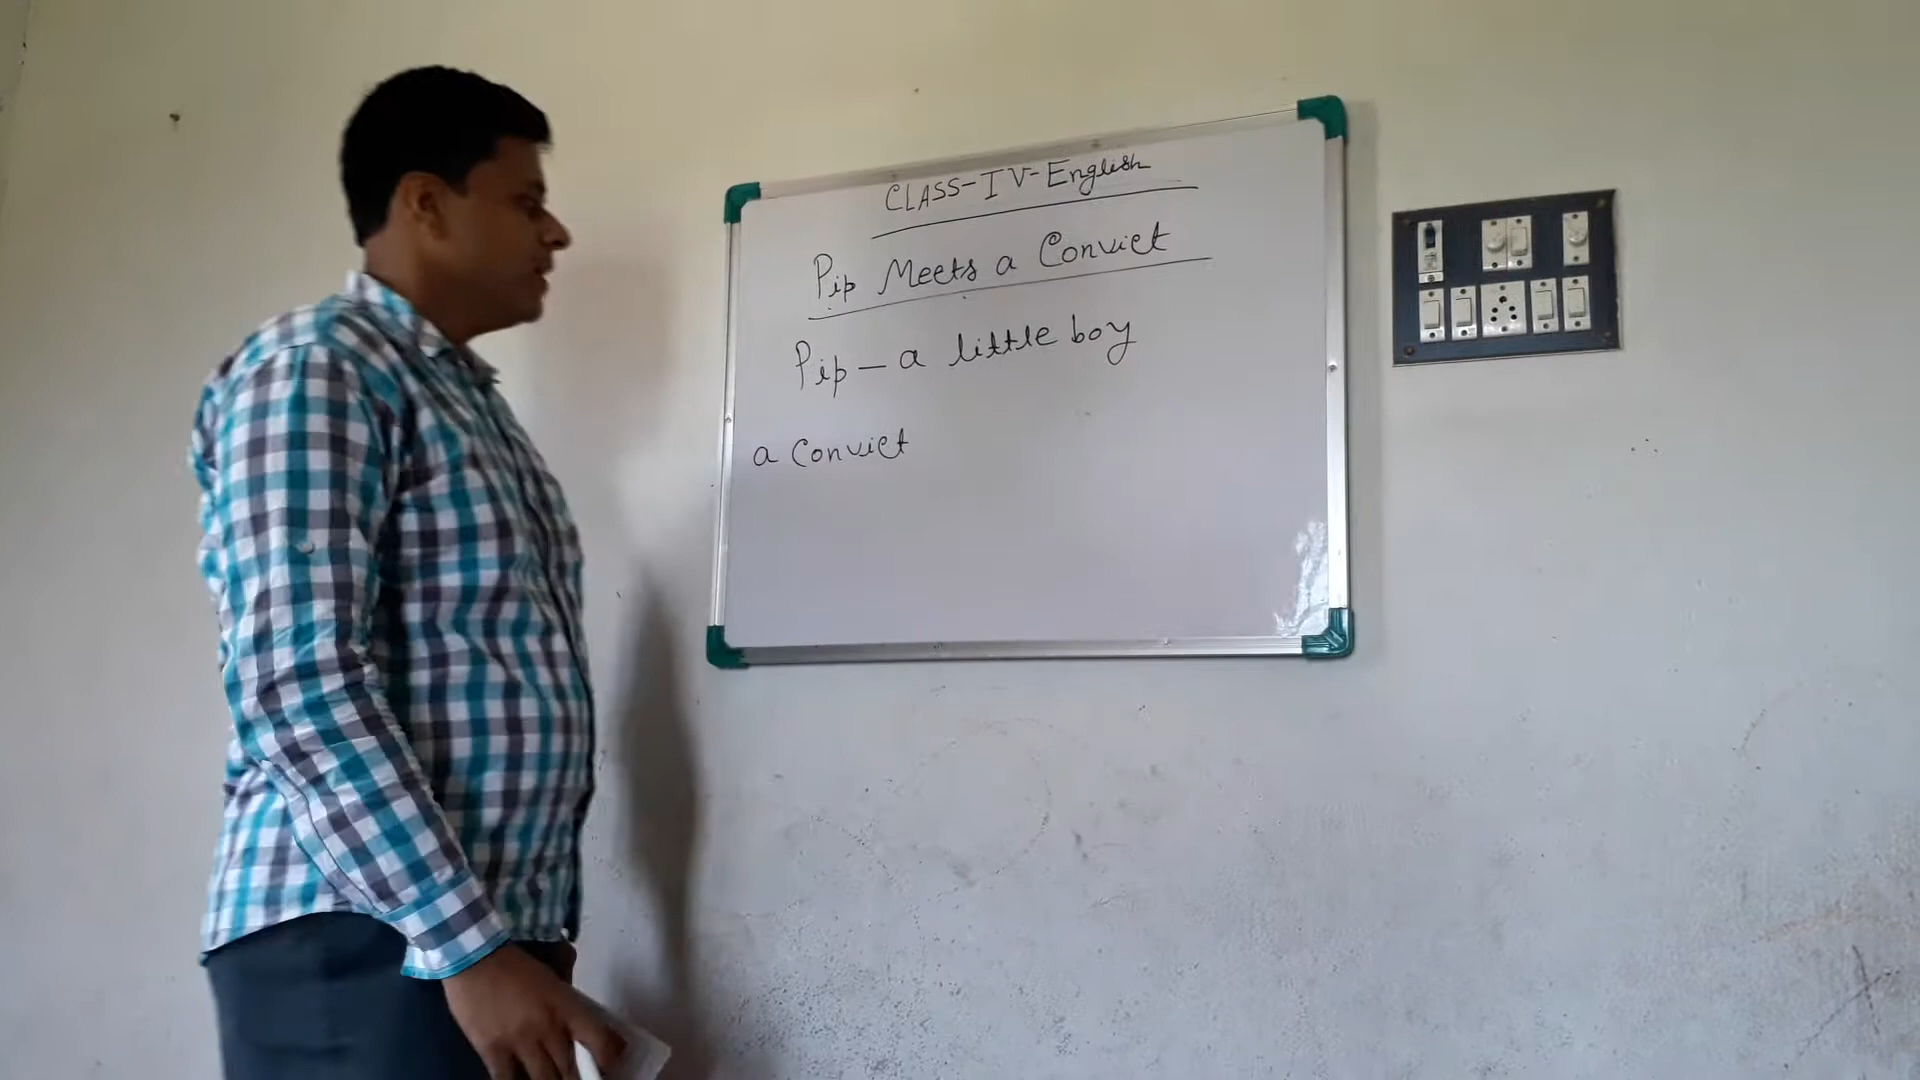 CLASS-IV-English
Pip Meets a Convict
Pip – a little boy
a Convict